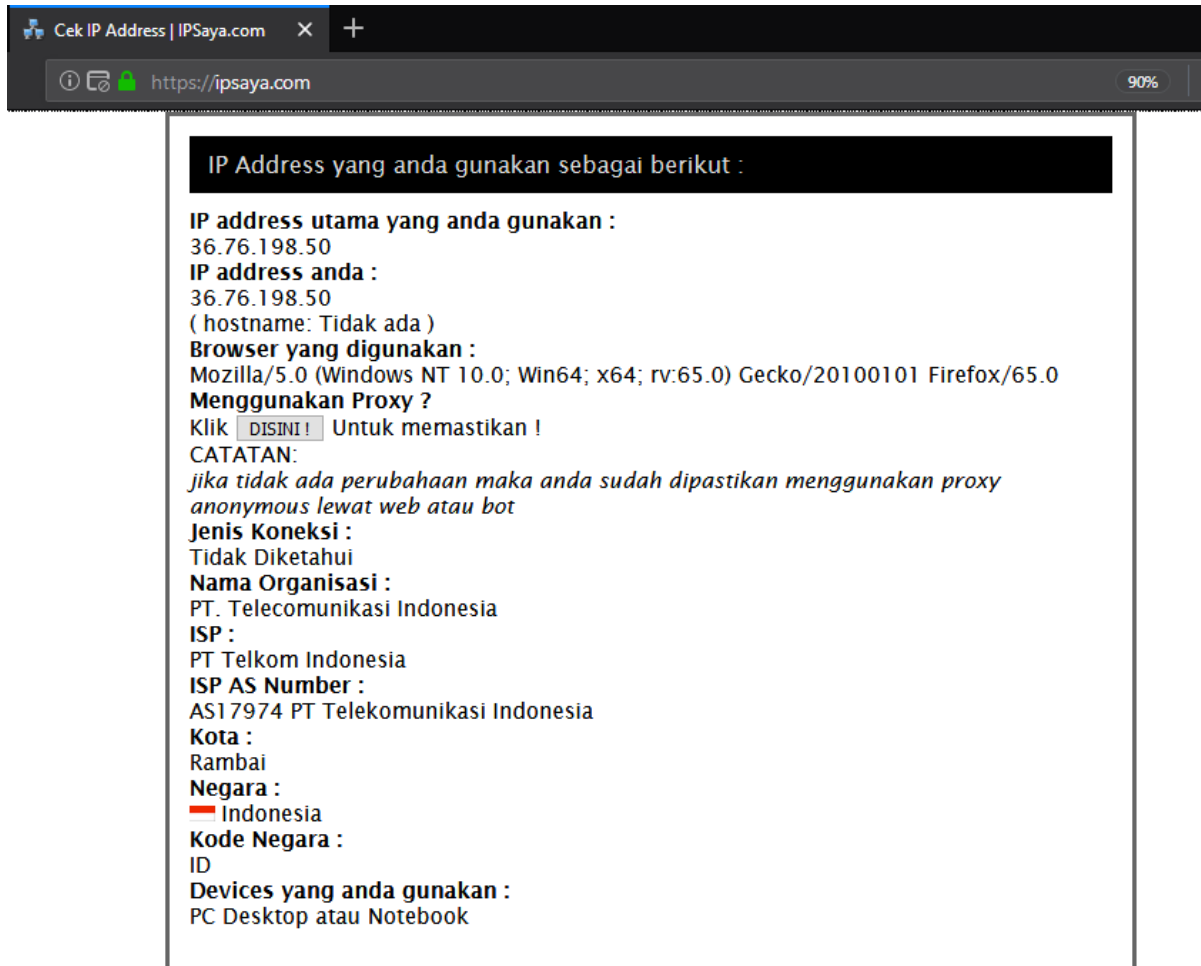 Cek IP Address | IPSaya.com
https://ipsaya.com
90%
IP Address yang anda gunakan sebagai berikut :
IP address utama yang anda gunakan :
36.76.198.50
IP address anda :
36.76.198.50
( hostname: Tidak ada )
Browser yang digunakan :
Mozilla/5.0 (Windows NT 10.0; Win64; x64; rv:65.0) Gecko/20100101 Firefox/65.0
Menggunakan Proxy ?
Klik DISINI ! Untuk memastikan !
CATATAN:
jika tidak ada perubahaan maka anda sudah dipastikan menggunakan proxy
anonymous lewat web atau bot
Jenis Koneksi :
Tidak Diketahui
Nama Organisasi :
PT. Telecomunikasi Indonesia
ISP :
PT Telkom Indonesia
ISP AS Number :
AS17974 PT Telekomunikasi Indonesia
Kota :
Rambai
Negara :
Indonesia
Kode Negara :
ID
Devices yang anda gunakan :
PC Desktop atau Notebook